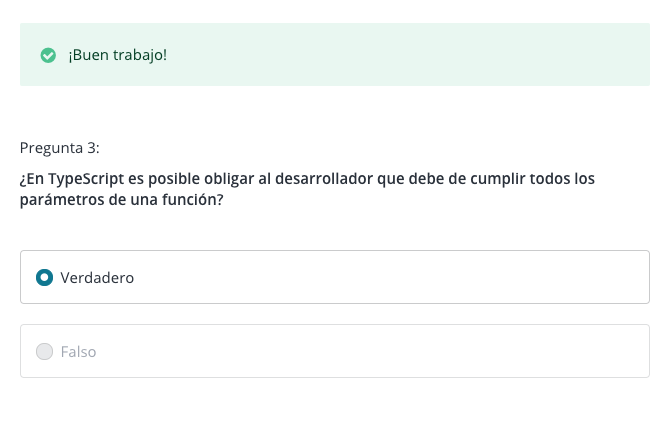 ¡Buen trabajo!
Pregunta 3:
¿En TypeScript es posible obligar al desarrollador que debe de cumplir todos los
parámetros de una función?
Verdadero
Falso